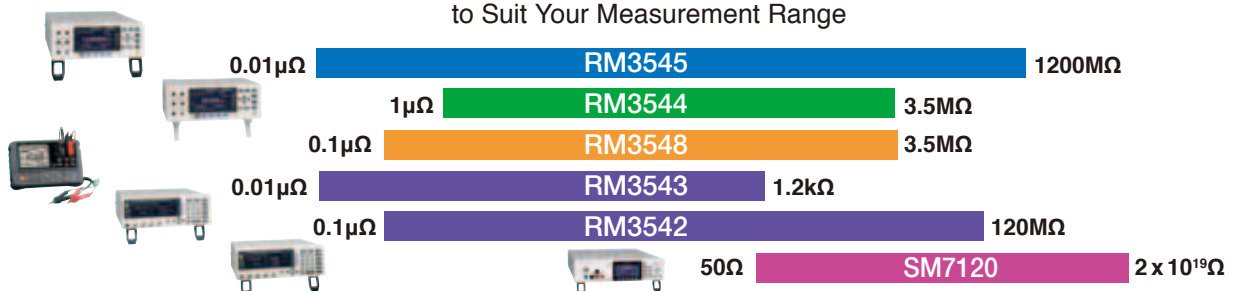 to Suit Your Measurement Range
0.01μΩ RM3545 1200MΩ
1μΩ RM3544 3.5MΩ
0.1μΩ RM3548 3.5MΩ
0.01μΩ RM3543 1.2kΩ
0.1μΩ RM3542 120MΩ
50Ω SM7120 2 x 10¹⁹Ω